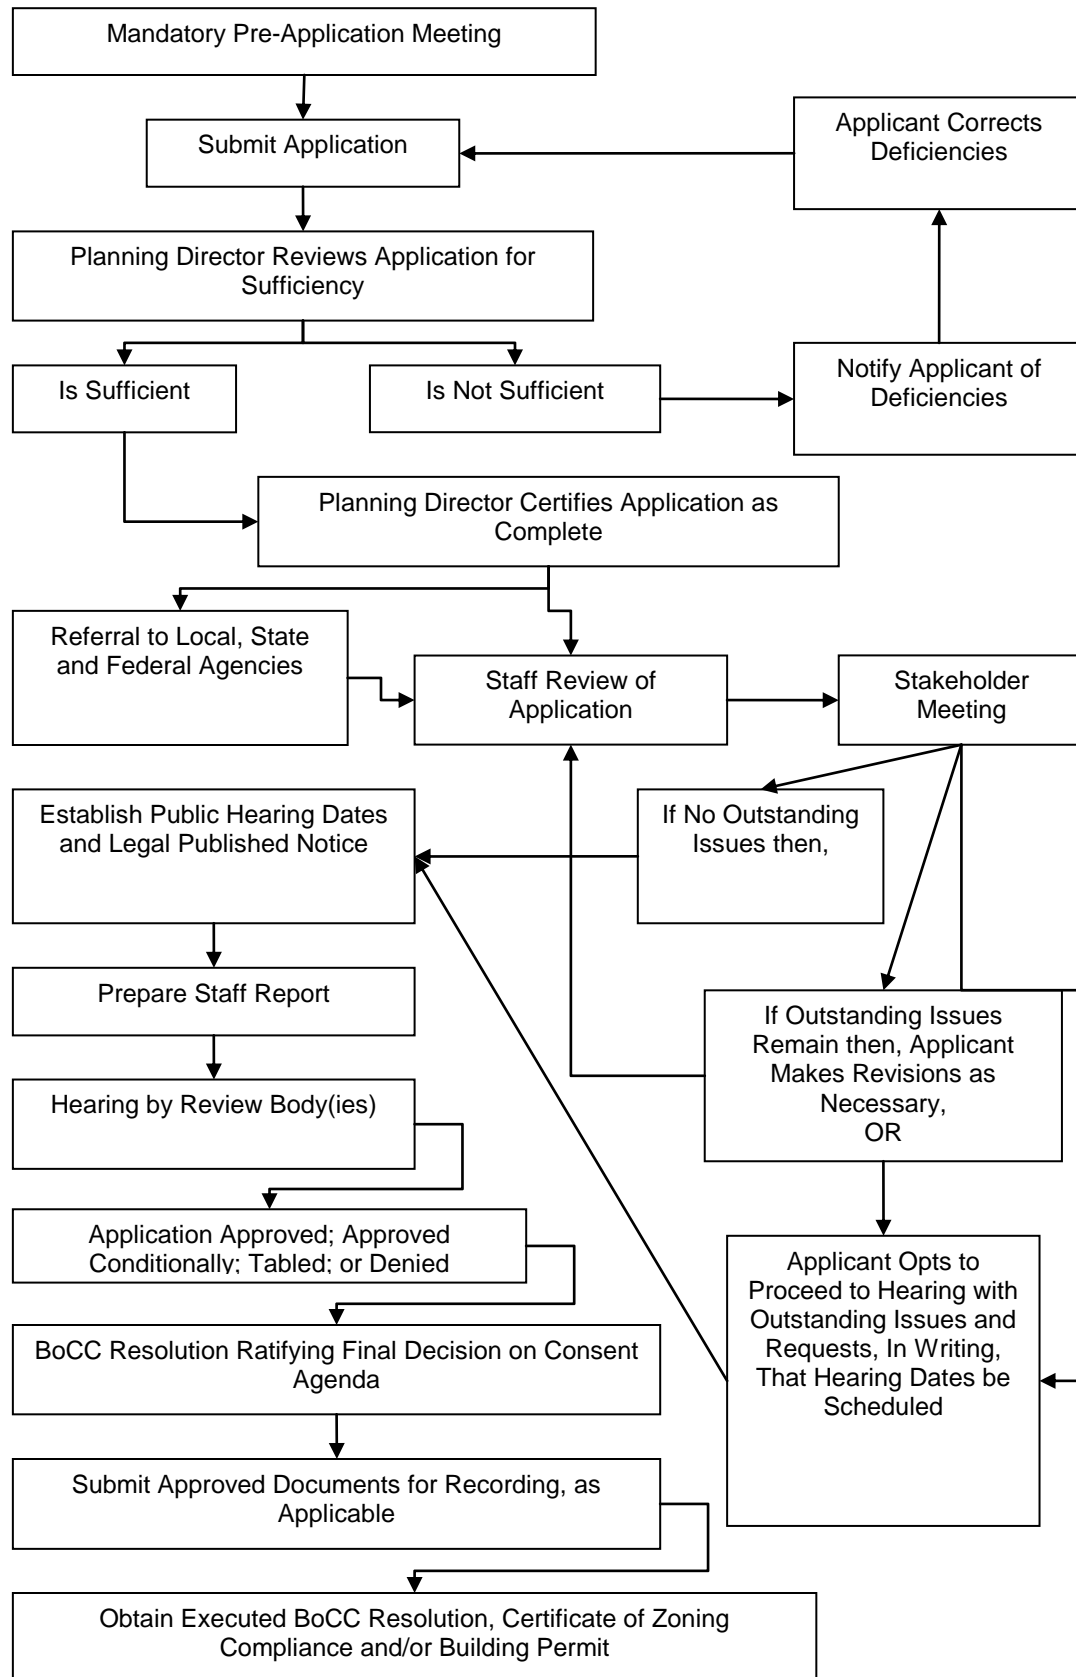 Mandatory Pre-Application Meeting
Submit Application
Applicant Corrects
Deficiencies
Planning Director Reviews Application for
Sufficiency
Is Sufficient
Is Not Sufficient
Notify Applicant of
Deficiencies
Planning Director Certifies Application as
Complete
Referral to Local, State
and Federal Agencies
Staff Review of
Application
Stakeholder
Meeting
Establish Public Hearing Dates
and Legal Published Notice
If No Outstanding
Issues then,
Prepare Staff Report
If Outstanding Issues
Remain then, Applicant
Makes Revisions as
Necessary,
OR
Hearing by Review Body(ies)
Application Approved; Approved
Conditionally; Tabled; or Denied
Applicant Opts to
Proceed to Hearing with
Outstanding Issues and
Requests, In Writing,
That Hearing Dates be
Scheduled
BoCC Resolution Ratifying Final Decision on Consent
Agenda
Submit Approved Documents for Recording, as
Applicable
Obtain Executed BoCC Resolution, Certificate of Zoning
Compliance and/or Building Permit